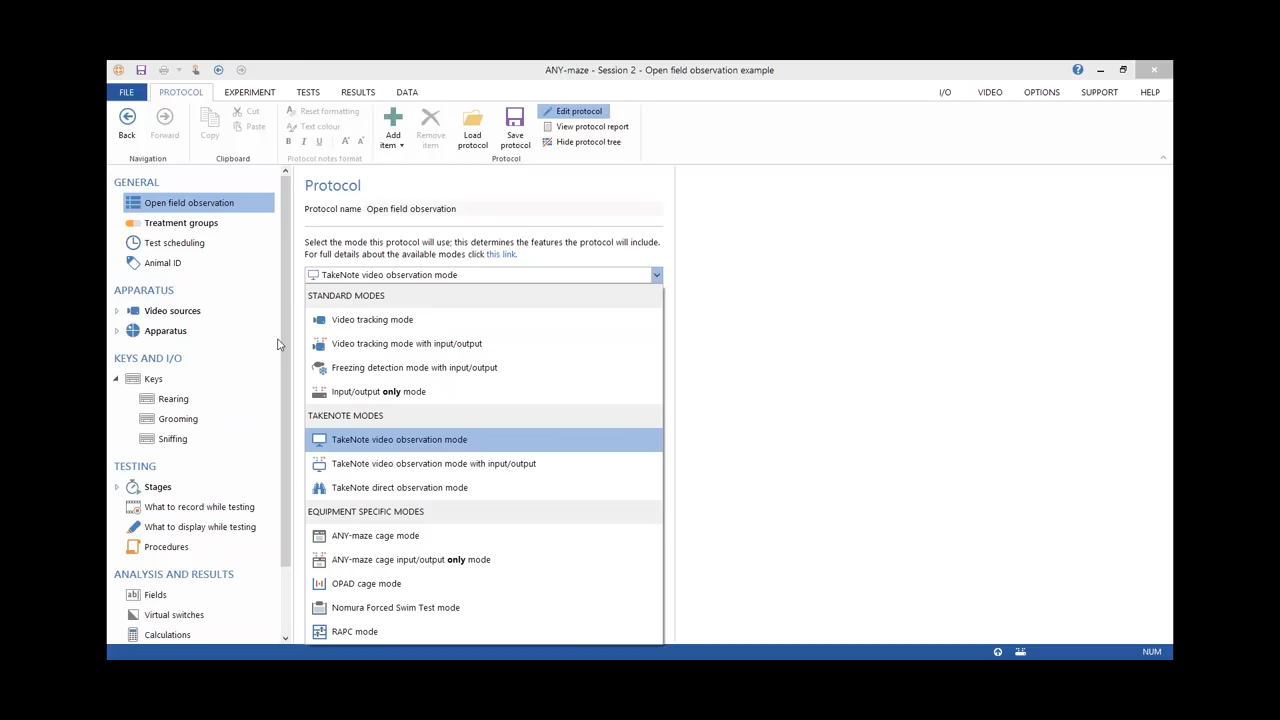 ANY-maze - Session 2 - Open field observation example
FILE PROTOCOL EXPERIMENT TESTS RESULTS DATA I/O VIDEO OPTIONS SUPPORT HELP
Back
Forward
Navigation
Copy
Cut
Paste
Clipboard
Reset formatting
Text colour
B I U A A
Protocol notes format
Add item
Remove item
Load protocol
Save protocol
Edit protocol
View protocol report
Hide protocol tree
Protocol
GENERAL
Open field observation
Treatment groups
Test scheduling
Animal ID
APPARATUS
Video sources
Apparatus
KEYS AND I/O
Keys
Rearing
Grooming
Sniffing
TESTING
Stages
What to record while testing
What to display while testing
Procedures
ANALYSIS AND RESULTS
Fields
Virtual switches
Calculations
Protocol
Protocol name Open field observation
Select the mode this protocol will use; this determines the features the protocol will include.
For full details about the available modes click this link.
TakeNote video observation mode
STANDARD MODES
Video tracking mode
Video tracking mode with input/output
Freezing detection mode with input/output
Input/output only mode
TAKENOTE MODES
TakeNote video observation mode
TakeNote video observation mode with input/output
TakeNote direct observation mode
EQUIPMENT SPECIFIC MODES
ANY-maze cage mode
ANY-maze cage input/output only mode
OPAD cage mode
Nomura Forced Swim Test mode
RAPC mode
NUM